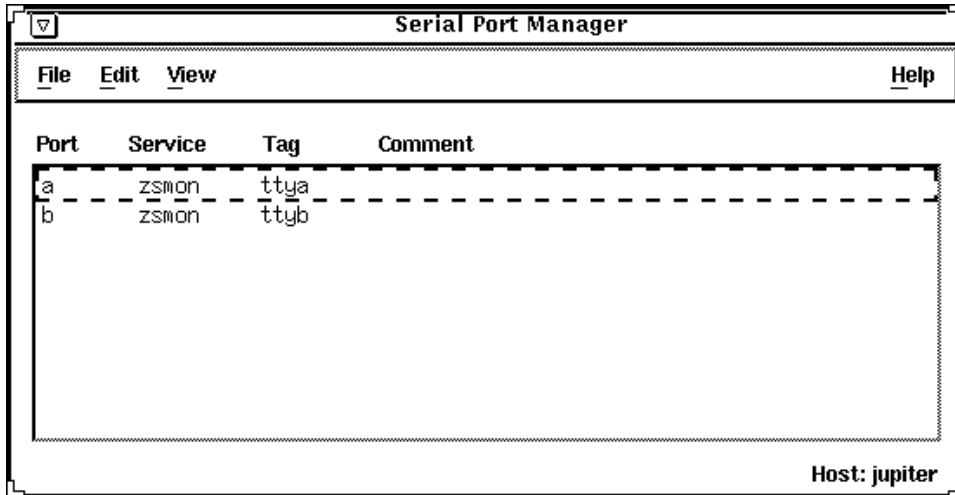 Serial Port Manager
File Edit View Help
Port Service Tag Comment
a zsmon ttya
b zsmon ttyb
Host: jupiter